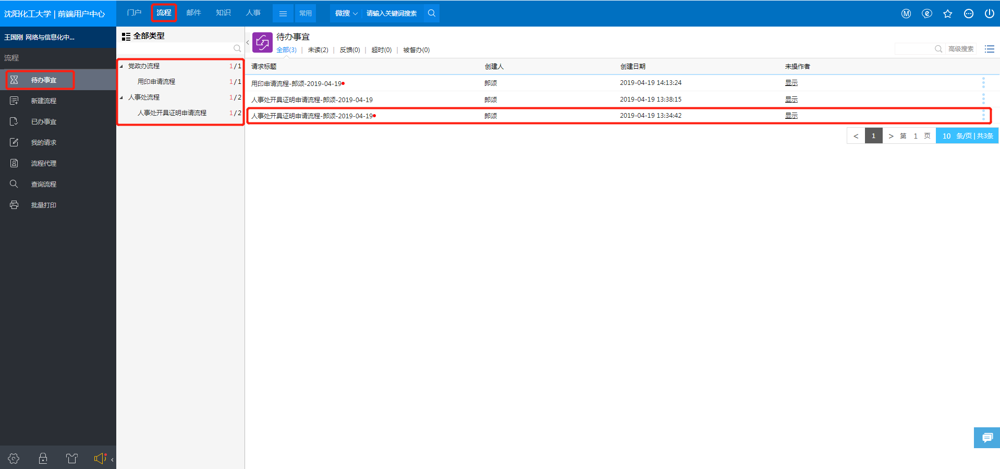 沈阳化工大学 | 前端用户中心
门户 流程 邮件 知识 人事 常用 微搜 请输入关键词搜索
王国刚 网络与信息化中...
流程
待办事宜
新建流程
已办事宜
我的请求
流程代理
查询流程
批量打印
全部类型
党政办流程 1/1
用印申请流程 1/1
人事处流程 1/2
人事处开具证明申请流程 1/2
待办事宜
全部(3) | 未读(2) | 反馈(0) | 超时(0) | 被督办(0)
高级搜索
请求标题 创建人 创建日期 未操作者
用印申请流程-郎颂-2019-04-19 郎颂 2019-04-19 14:13:24 显示
人事处开具证明申请流程-郎颂-2019-04-19 郎颂 2019-04-19 13:38:15 显示
人事处开具证明申请流程-郎颂-2019-04-19 郎颂 2019-04-19 13:34:42 显示
< 1 > 第 1 页 10 条/页 | 共3条